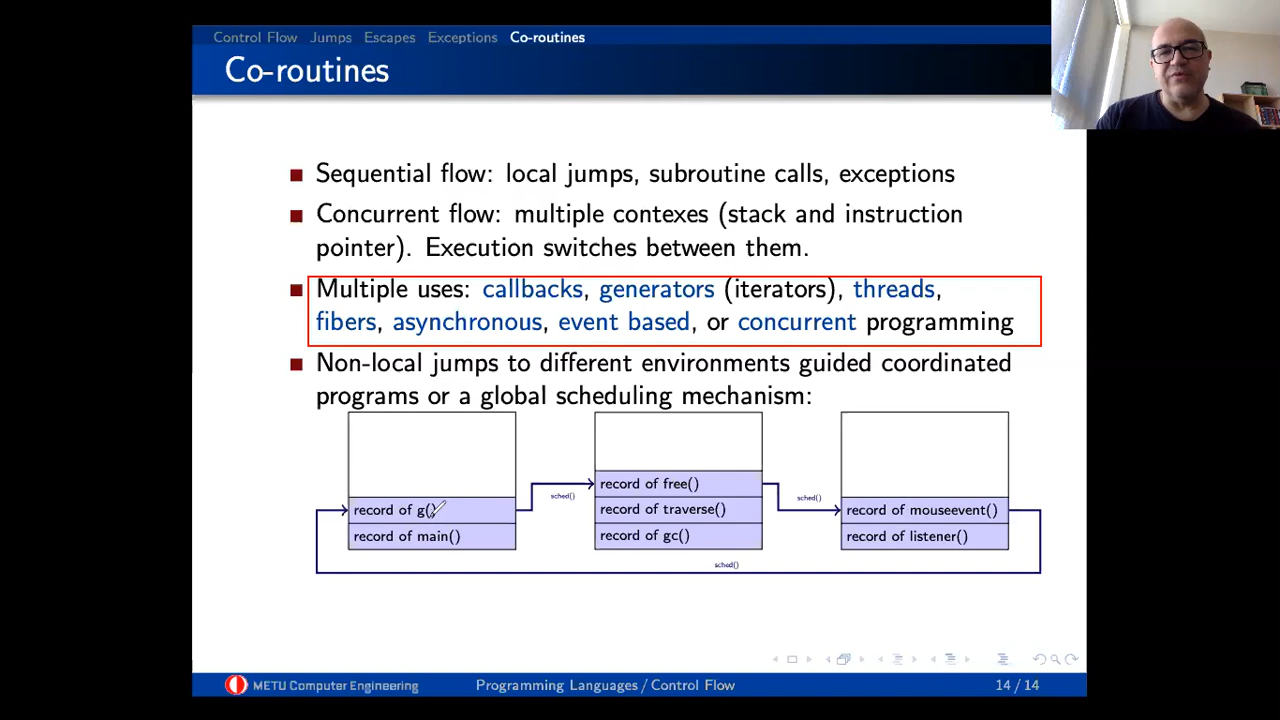 Control Flow Jumps Escapes Exceptions Co-routines
Co-routines
Sequential flow: local jumps, subroutine calls, exceptions
Concurrent flow: multiple contexes (stack and instruction
pointer). Execution switches between them.
Multiple uses: callbacks, generators (iterators), threads,
fibers, asynchronous, event based, or concurrent programming
Non-local jumps to different environments guided coordinated
programs or a global scheduling mechanism:
record of g()
record of main()
sched()
record of free()
record of traverse()
record of gc()
sched()
record of mouseevent()
record of listener()
sched()
METU Computer Engineering Programming Languages / Control Flow 14 / 14